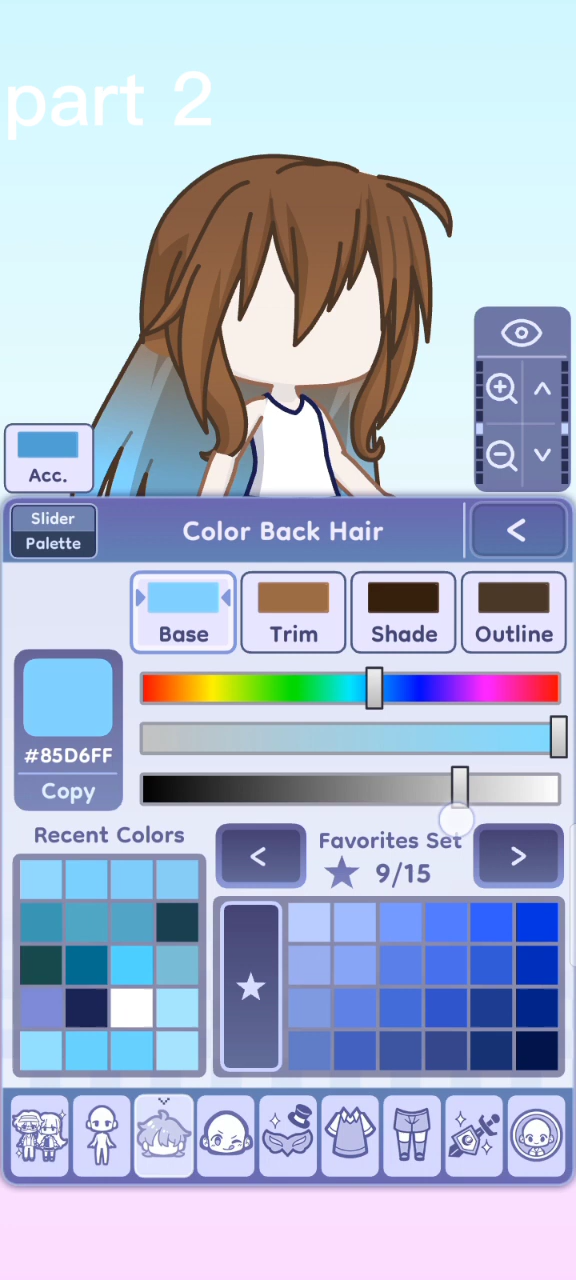 part 2
Acc.
Slider
Palette
Color Back Hair
<
Base
Trim
Shade
Outline
#85D6FF
Copy
Recent Colors
<
Favorites Set
9/15
>